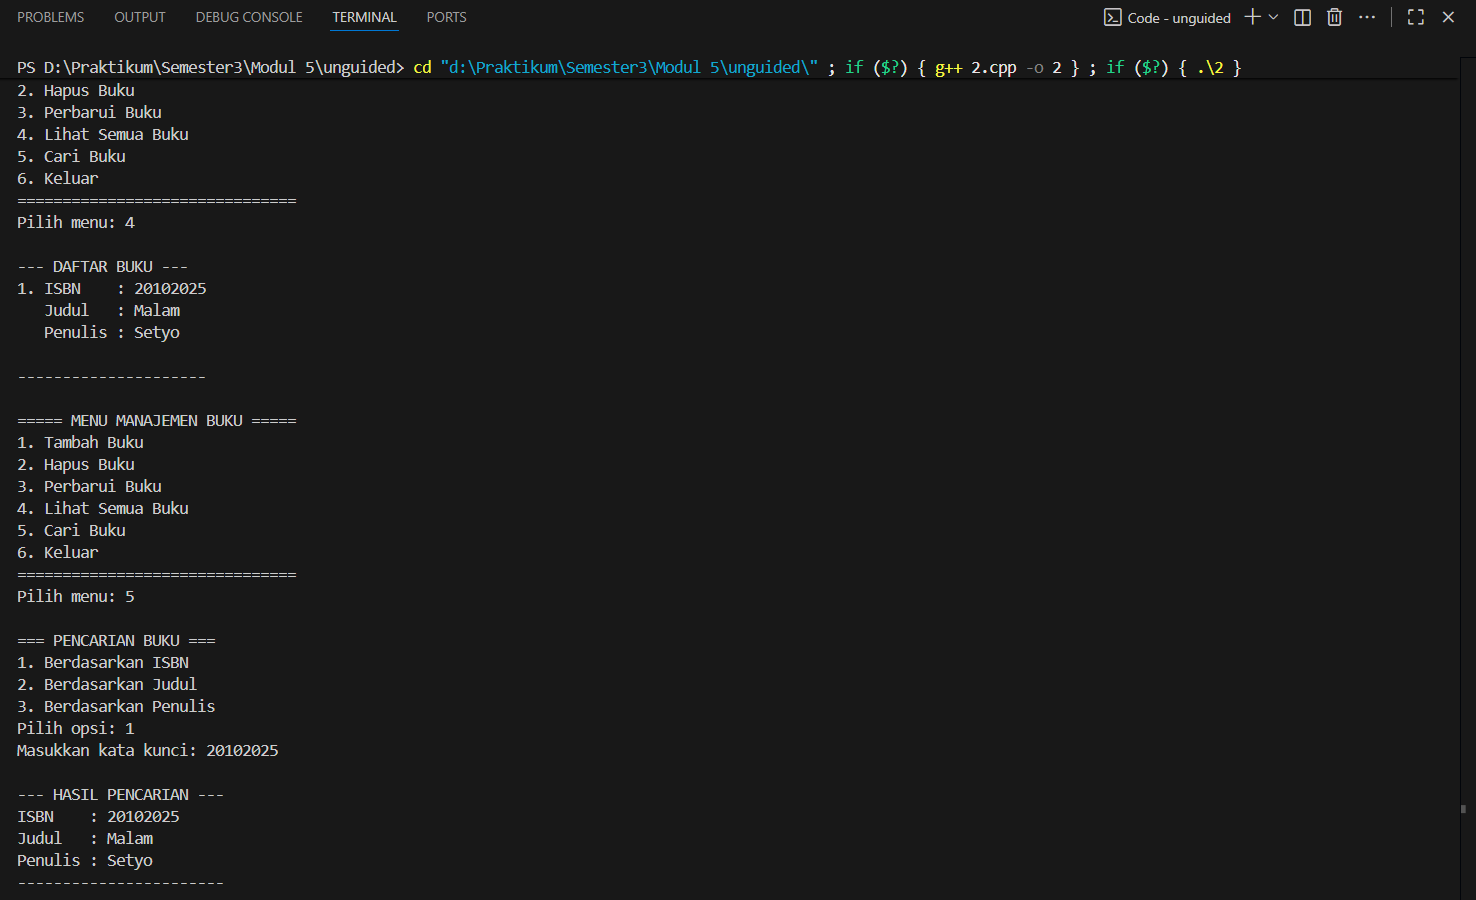 PROBLEMS OUTPUT DEBUG CONSOLE TERMINAL PORTS Code - unguided
PS D:\Praktikum\Semester3\Modul 5\unguided> cd "d:\Praktikum\Semester3\Modul 5\unguided\" ; if ($?) { g++ 2.cpp -o 2 } ; if ($?) { .\2 }
2. Hapus Buku
3. Perbarui Buku
4. Lihat Semua Buku
5. Cari Buku
6. Keluar
===============================
Pilih menu: 4

--- DAFTAR BUKU ---
1. ISBN    : 20102025
   Judul   : Malam
   Penulis : Setyo

---------------------

===== MENU MANAJEMEN BUKU =====
1. Tambah Buku
2. Hapus Buku
3. Perbarui Buku
4. Lihat Semua Buku
5. Cari Buku
6. Keluar
===============================
Pilih menu: 5

=== PENCARIAN BUKU ===
1. Berdasarkan ISBN
2. Berdasarkan Judul
3. Berdasarkan Penulis
Pilih opsi: 1
Masukkan kata kunci: 20102025

--- HASIL PENCARIAN ---
ISBN    : 20102025
Judul   : Malam
Penulis : Setyo
-----------------------